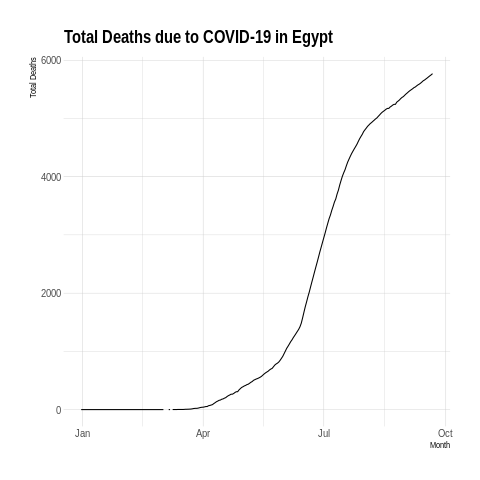 Total Deaths due to COVID-19 in Egypt
Total Deaths
6000
4000
2000
0
Jan Apr Jul Oct
Month